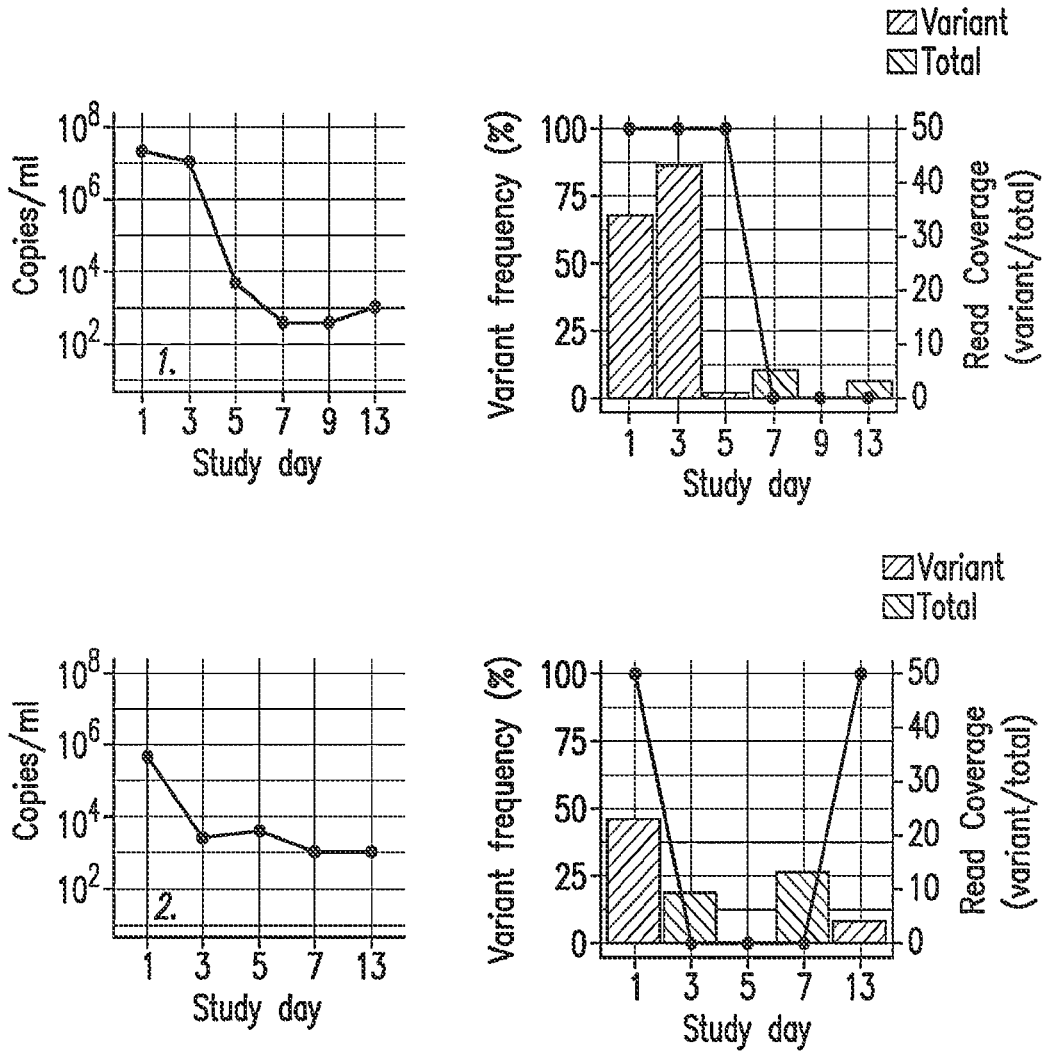 Variant
Total
Copies/ml
10^8
10^6
10^4
10^2
1.
1 3 5 7 9 13
Study day
Variant frequency (%)
100
75
50
25
0
50
40
30
20
10
0
Read Coverage
(variant/total)
1 3 5 7 9 13
Study day
Variant
Total
Copies/ml
10^8
10^6
10^4
10^2
2.
1 3 5 7 13
Study day
Variant frequency (%)
100
75
50
25
0
50
40
30
20
10
0
Read Coverage
(variant/total)
1 3 5 7 13
Study day